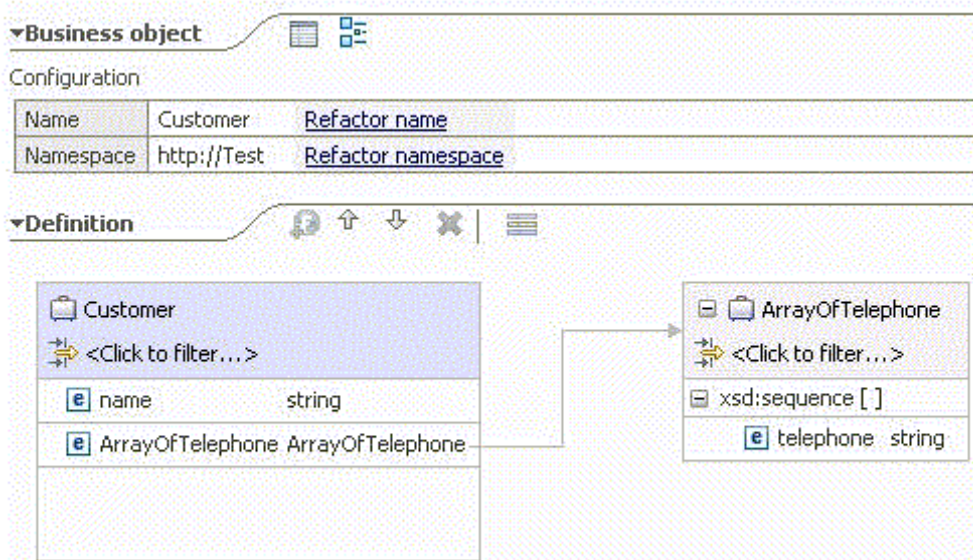 Business object
Configuration
Name Customer Refactor name
Namespace http://Test Refactor namespace
Definition
Customer
<Click to filter...>
e name string
e ArrayOfTelephone ArrayOfTelephone
ArrayOfTelephone
<Click to filter...>
xsd:sequence [ ]
e telephone string